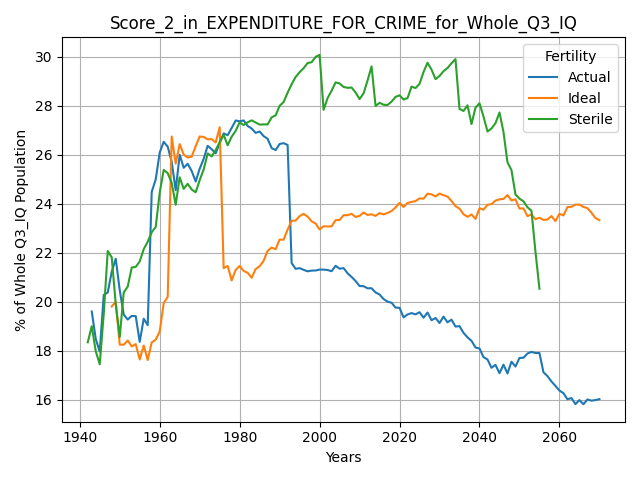 Score_2_in_EXPENDITURE_FOR_CRIME_for_Whole_Q3_IQ
Fertility
Actual
Ideal
Sterile
% of Whole Q3_IQ Population
30
28
26
24
22
20
18
16
1940
1960
1980
2000
2020
2040
2060
Years